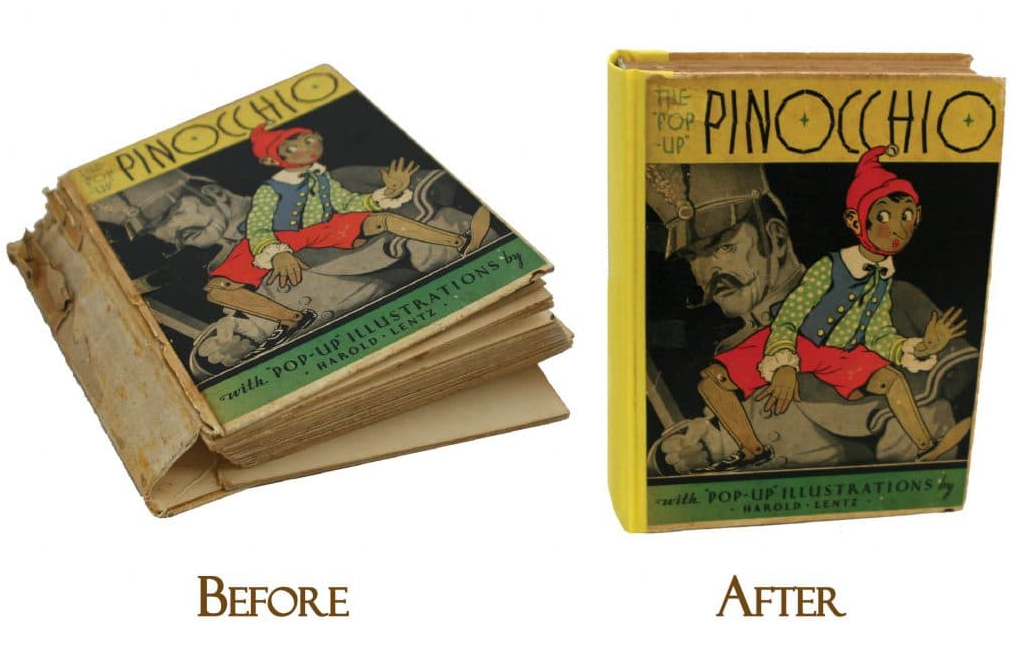 THE
POP
UP
PINOCCHIO
with "POP-UP" ILLUSTRATIONS by
· HAROLD · LENTZ ·
THE
"POP
-UP"
PINOCCHIO
with "POP-UP" ILLUSTRATIONS by
· HAROLD · LENTZ ·
BEFORE
AFTER